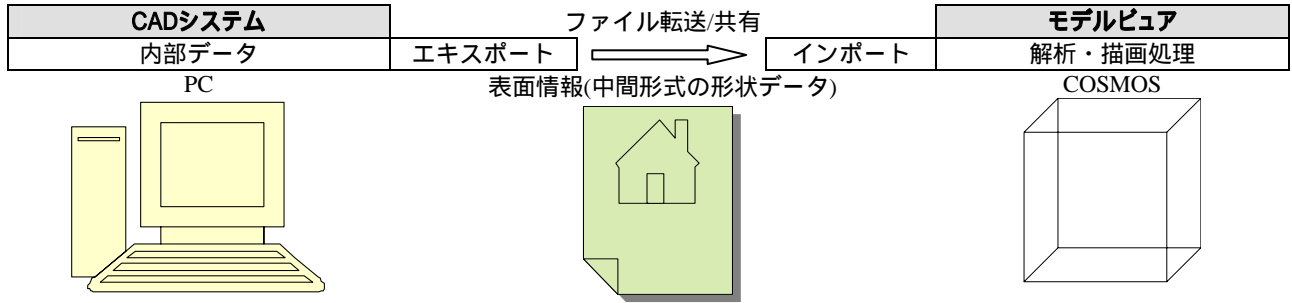 CADシステム ファイル転送/共有 モデルビュア
内部データ エキスポート インポート 解析・描画処理
PC 表面情報(中間形式の形状データ) COSMOS